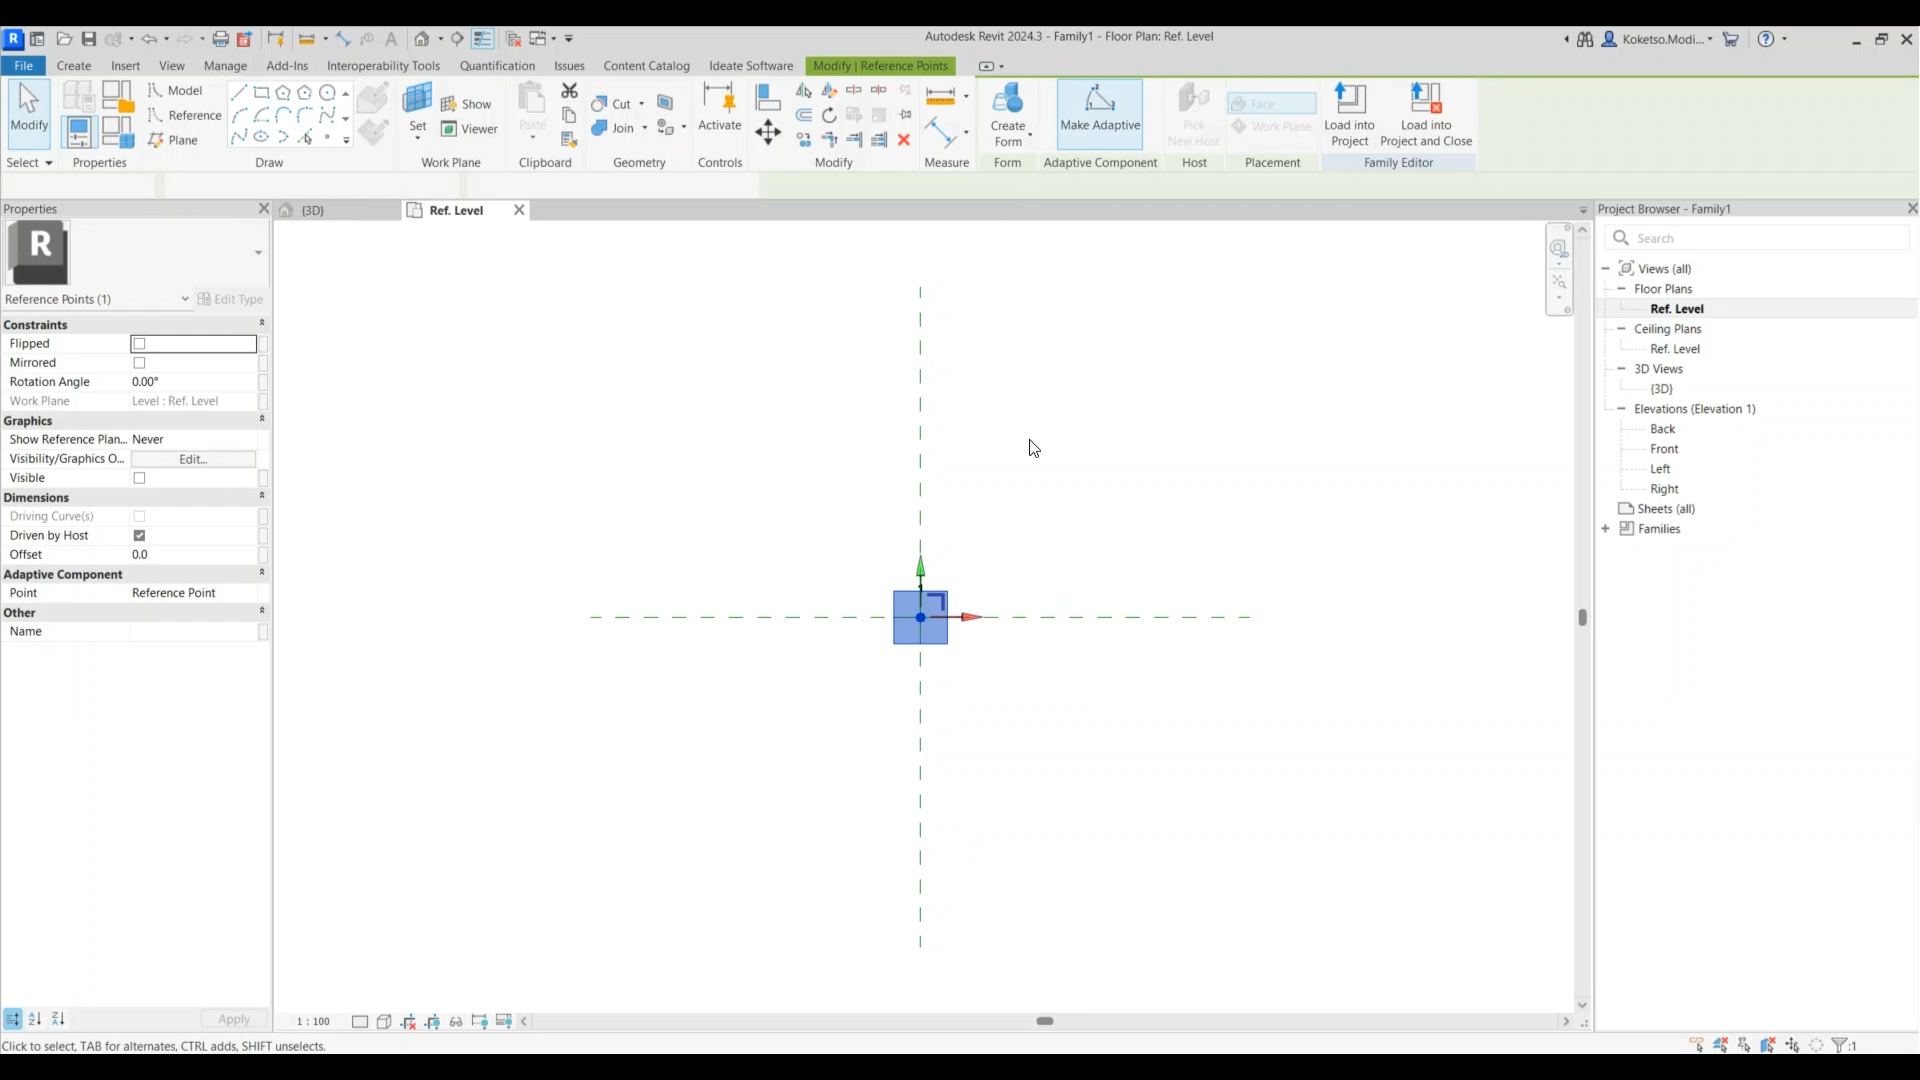 Autodesk Revit 2024.3 - Family1 - Floor Plan: Ref. Level
Koketso.Modi...
File Create Insert View Manage Add-Ins Interoperability Tools Quantification Issues Content Catalog Ideate Software Modify | Reference Points
Modify
Model
Reference
Plane
Set
Show
Viewer
Paste
Cut
Join
Activate
Create
Form
Make Adaptive
Pick
New Host
Face
Work Plane
Load into
Project
Load into
Project and Close
Select Properties Draw Work Plane Clipboard Geometry Controls Modify Measure Form Adaptive Component Host Placement Family Editor
Properties
R
Reference Points (1)
Edit Type
Constraints
Flipped
Mirrored
Rotation Angle 0.00°
Work Plane Level : Ref. Level
Graphics
Show Reference Plan... Never
Visibility/Graphics O... Edit...
Visible
Dimensions
Driving Curve(s)
Driven by Host
Offset 0.0
Adaptive Component
Point Reference Point
Other
Name
Apply
{3D}
Ref. Level
Project Browser - Family1
Search
Views (all)
Floor Plans
Ref. Level
Ceiling Plans
Ref. Level
3D Views
{3D}
Elevations (Elevation 1)
Back
Front
Left
Right
Sheets (all)
Families
1 : 100
Click to select, TAB for alternates, CTRL adds, SHIFT unselects.
:1